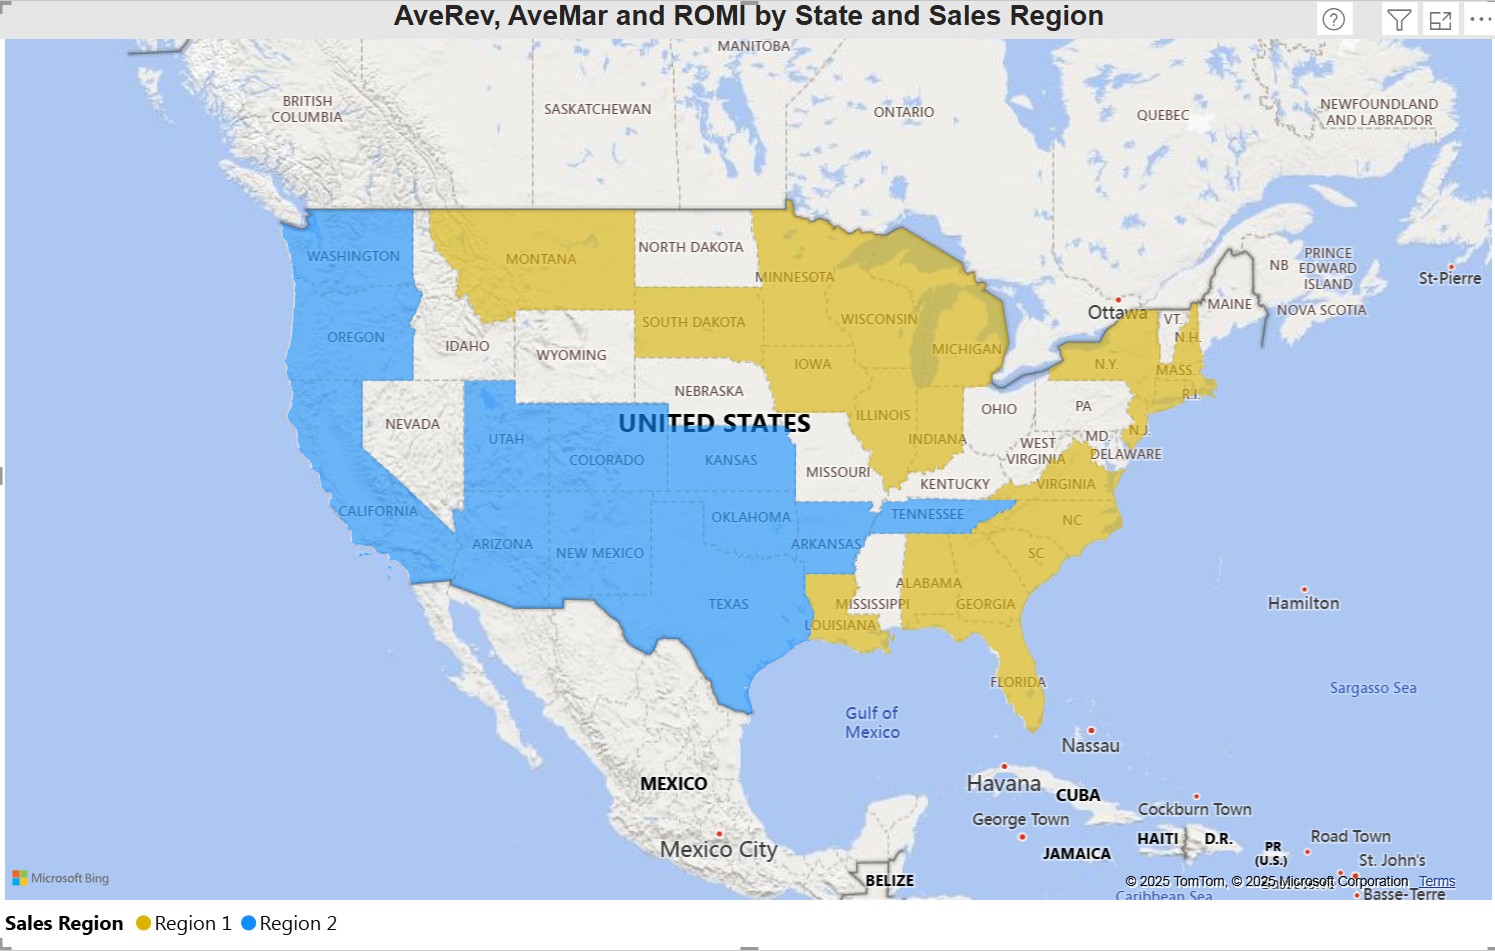 AveRev, AveMar and ROMI by State and Sales Region
MANITOBA
BRITISH
COLUMBIA
SASKATCHEWAN
ONTARIO
QUEBEC
NEWFOUNDLAND
AND LABRADOR
WASHINGTON
MONTANA
NORTH DAKOTA
MINNESOTA
NB
PRINCE
EDWARD
ISLAND
St-Pierre
Ottawa
MAINE
NOVA SCOTIA
OREGON
IDAHO
WYOMING
SOUTH DAKOTA
WISCONSIN
MICHIGAN
VT.
N.H.
IOWA
N.Y.
MASS.
R.I.
NEBRASKA
NEVADA
UNITED STATES
ILLINOIS
OHIO
PA
UTAH
COLORADO
KANSAS
MISSOURI
INDIANA
WEST
VIRGINIA
MD.
N.J.
DELAWARE
KENTUCKY
VIRGINIA
CALIFORNIA
ARIZONA
NEW MEXICO
OKLAHOMA
ARKANSAS
TENNESSEE
NC
SC
TEXAS
MISSISSIPPI
ALABAMA
GEORGIA
LOUISIANA
Hamilton
FLORIDA
Sargasso Sea
Gulf of
Mexico
Nassau
MEXICO
Havana
CUBA
Cockburn Town
George Town
Mexico City
JAMAICA
HAITI
D.R.
PR
(U.S.)
Road Town
St. John's
BELIZE
Basse-Terre
Caribbean Sea
Microsoft Bing
© 2025 TomTom, © 2025 Microsoft Corporation Terms
Sales Region Region 1 Region 2